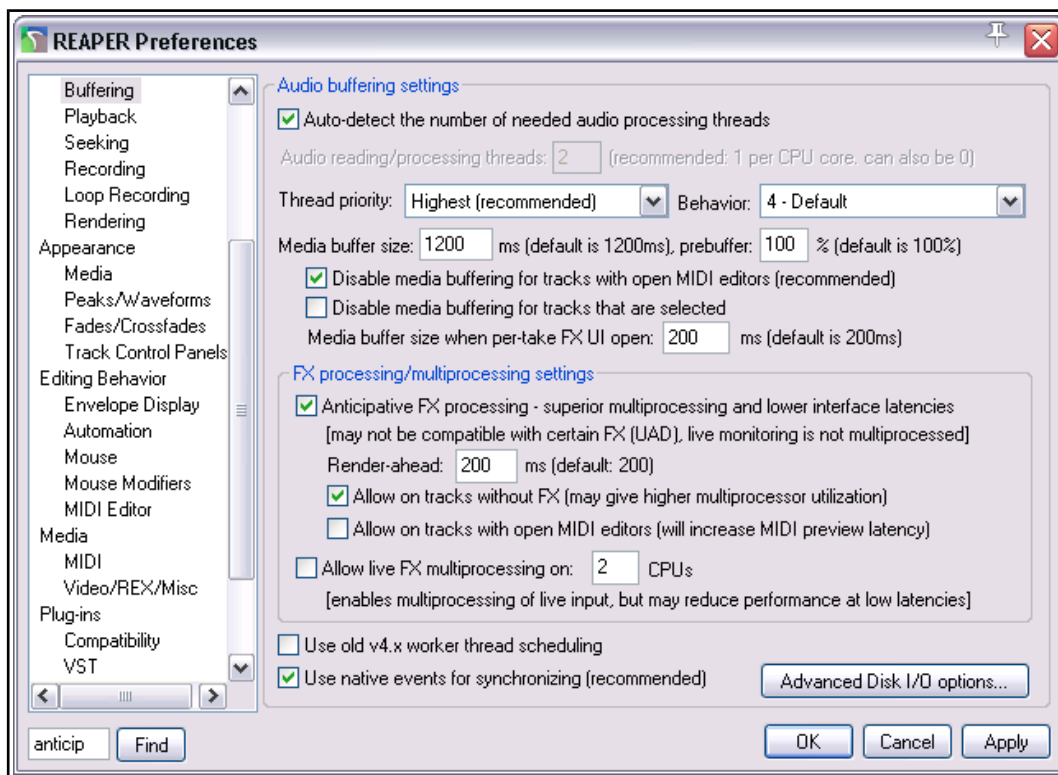 REAPER Preferences
Buffering
Playback
Seeking
Recording
Loop Recording
Rendering
Appearance
Media
Peaks/Waveforms
Fades/Crossfades
Track Control Panels
Editing Behavior
Envelope Display
Automation
Mouse
Mouse Modifiers
MIDI Editor
Media
MIDI
Video/REX/Misc
Plug-ins
Compatibility
VST
anticip Find
Audio buffering settings
Auto-detect the number of needed audio processing threads
Audio reading/processing threads: 2 (recommended: 1 per CPU core, can also be 0)
Thread priority: Highest (recommended) Behavior: 4 - Default
Media buffer size: 1200 ms (default is 1200ms), prebuffer: 100 % (default is 100%)
Disable media buffering for tracks with open MIDI editors (recommended)
Disable media buffering for tracks that are selected
Media buffer size when per-take FX UI open: 200 ms (default is 200ms)
FX processing/multiprocessing settings
Anticipative FX processing - superior multiprocessing and lower interface latencies
[may not be compatible with certain FX (UAD), live monitoring is not multiprocessed]
Render-ahead: 200 ms (default: 200)
Allow on tracks without FX (may give higher multiprocessor utilization)
Allow on tracks with open MIDI editors (will increase MIDI preview latency)
Allow live FX multiprocessing on: 2 CPUs
[enables multiprocessing of live input, but may reduce performance at low latencies]
Use old v4.x worker thread scheduling
Use native events for synchronizing (recommended)
Advanced Disk I/O options...
OK Cancel Apply